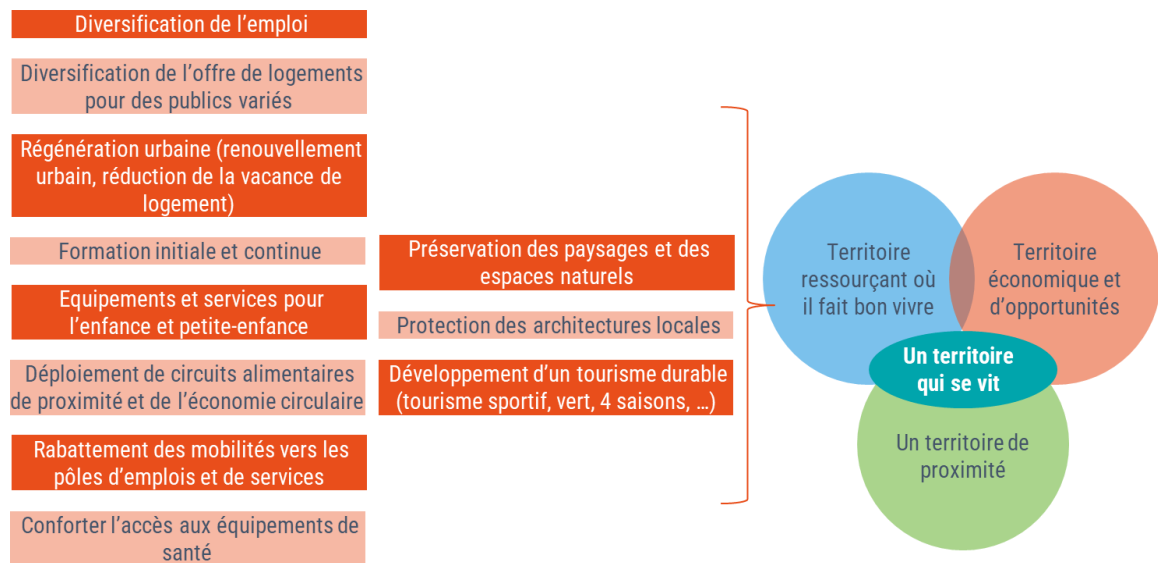 Diversification de l’emploi
Diversification de l’offre de logements
pour des publics variés
Régénération urbaine (renouvellement
urbain, réduction de la vacance de
logement)
Formation initiale et continue
Equipements et services pour
l’enfance et petite-enfance
Déploiement de circuits alimentaires
de proximité et de l’économie circulaire
Rabattement des mobilités vers les
pôles d’emplois et de services
Conforter l’accès aux équipements de
santé
Préservation des paysages et des
espaces naturels
Protection des architectures locales
Développement d’un tourisme durable
(tourisme sportif, vert, 4 saisons, …)
Territoire
ressourçant où
il fait bon vivre
Territoire
économique et
d’opportunités
Un territoire
qui se vit
Un territoire de
proximité